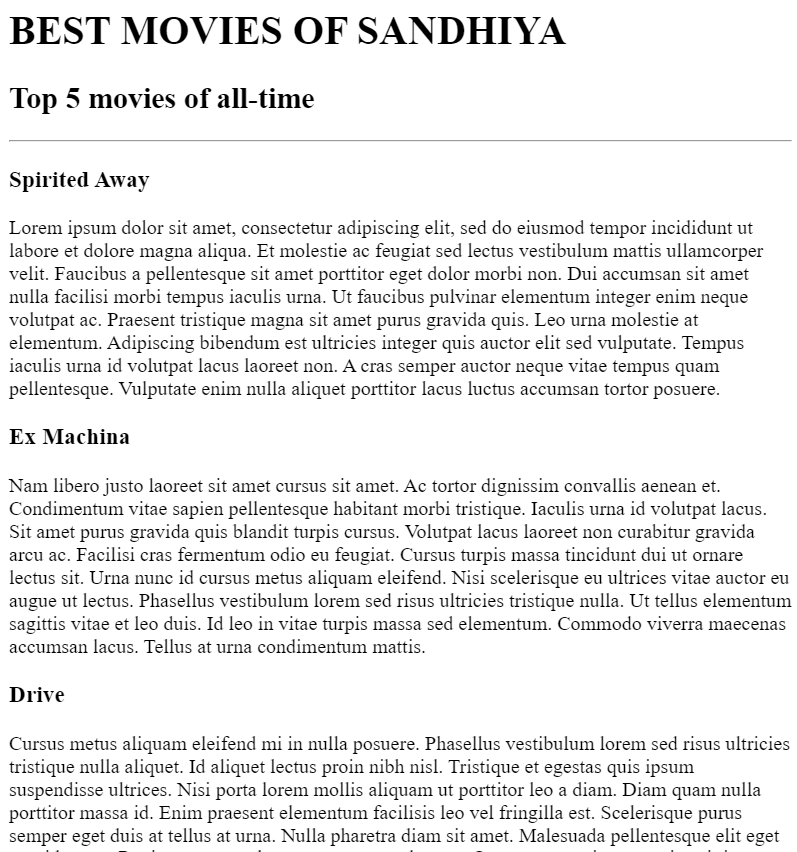 BEST MOVIES OF SANDHIYA
Top 5 movies of all-time
Spirited Away
Lorem ipsum dolor sit amet, consectetur adipiscing elit, sed do eiusmod tempor incididunt ut
labore et dolore magna aliqua. Et molestie ac feugiat sed lectus vestibulum mattis ullamcorper
velit. Faucibus a pellentesque sit amet porttitor eget dolor morbi non. Dui accumsan sit amet
nulla facilisi morbi tempus iaculis urna. Ut faucibus pulvinar elementum integer enim neque
volutpat ac. Praesent tristique magna sit amet purus gravida quis. Leo urna molestie at
elementum. Adipiscing bibendum est ultricies integer quis auctor elit sed vulputate. Tempus
iaculis urna id volutpat lacus laoreet non. A cras semper auctor neque vitae tempus quam
pellentesque. Vulputate enim nulla aliquet porttitor lacus luctus accumsan tortor posuere.
Ex Machina
Nam libero justo laoreet sit amet cursus sit amet. Ac tortor dignissim convallis aenean et.
Condimentum vitae sapien pellentesque habitant morbi tristique. Iaculis urna id volutpat lacus.
Sit amet purus gravida quis blandit turpis cursus. Volutpat lacus laoreet non curabitur gravida
arcu ac. Facilisi cras fermentum odio eu feugiat. Cursus turpis massa tincidunt dui ut ornare
lectus sit. Urna nunc id cursus metus aliquam eleifend. Nisi scelerisque eu ultrices vitae auctor eu
augue ut lectus. Phasellus vestibulum lorem sed risus ultricies tristique nulla. Ut tellus elementum
sagittis vitae et leo duis. Id leo in vitae turpis massa sed elementum. Commodo viverra maecenas
accumsan lacus. Tellus at urna condimentum mattis.
Drive
Cursus metus aliquam eleifend mi in nulla posuere. Phasellus vestibulum lorem sed risus ultricies
tristique nulla aliquet. Id aliquet lectus proin nibh nisl. Tristique et egestas quis ipsum
suspendisse ultrices. Nisi porta lorem mollis aliquam ut porttitor leo a diam. Diam quam nulla
porttitor massa id. Enim praesent elementum facilisis leo vel fringilla est. Scelerisque purus
semper eget duis at tellus at urna. Nulla pharetra diam sit amet. Malesuada pellentesque elit eget